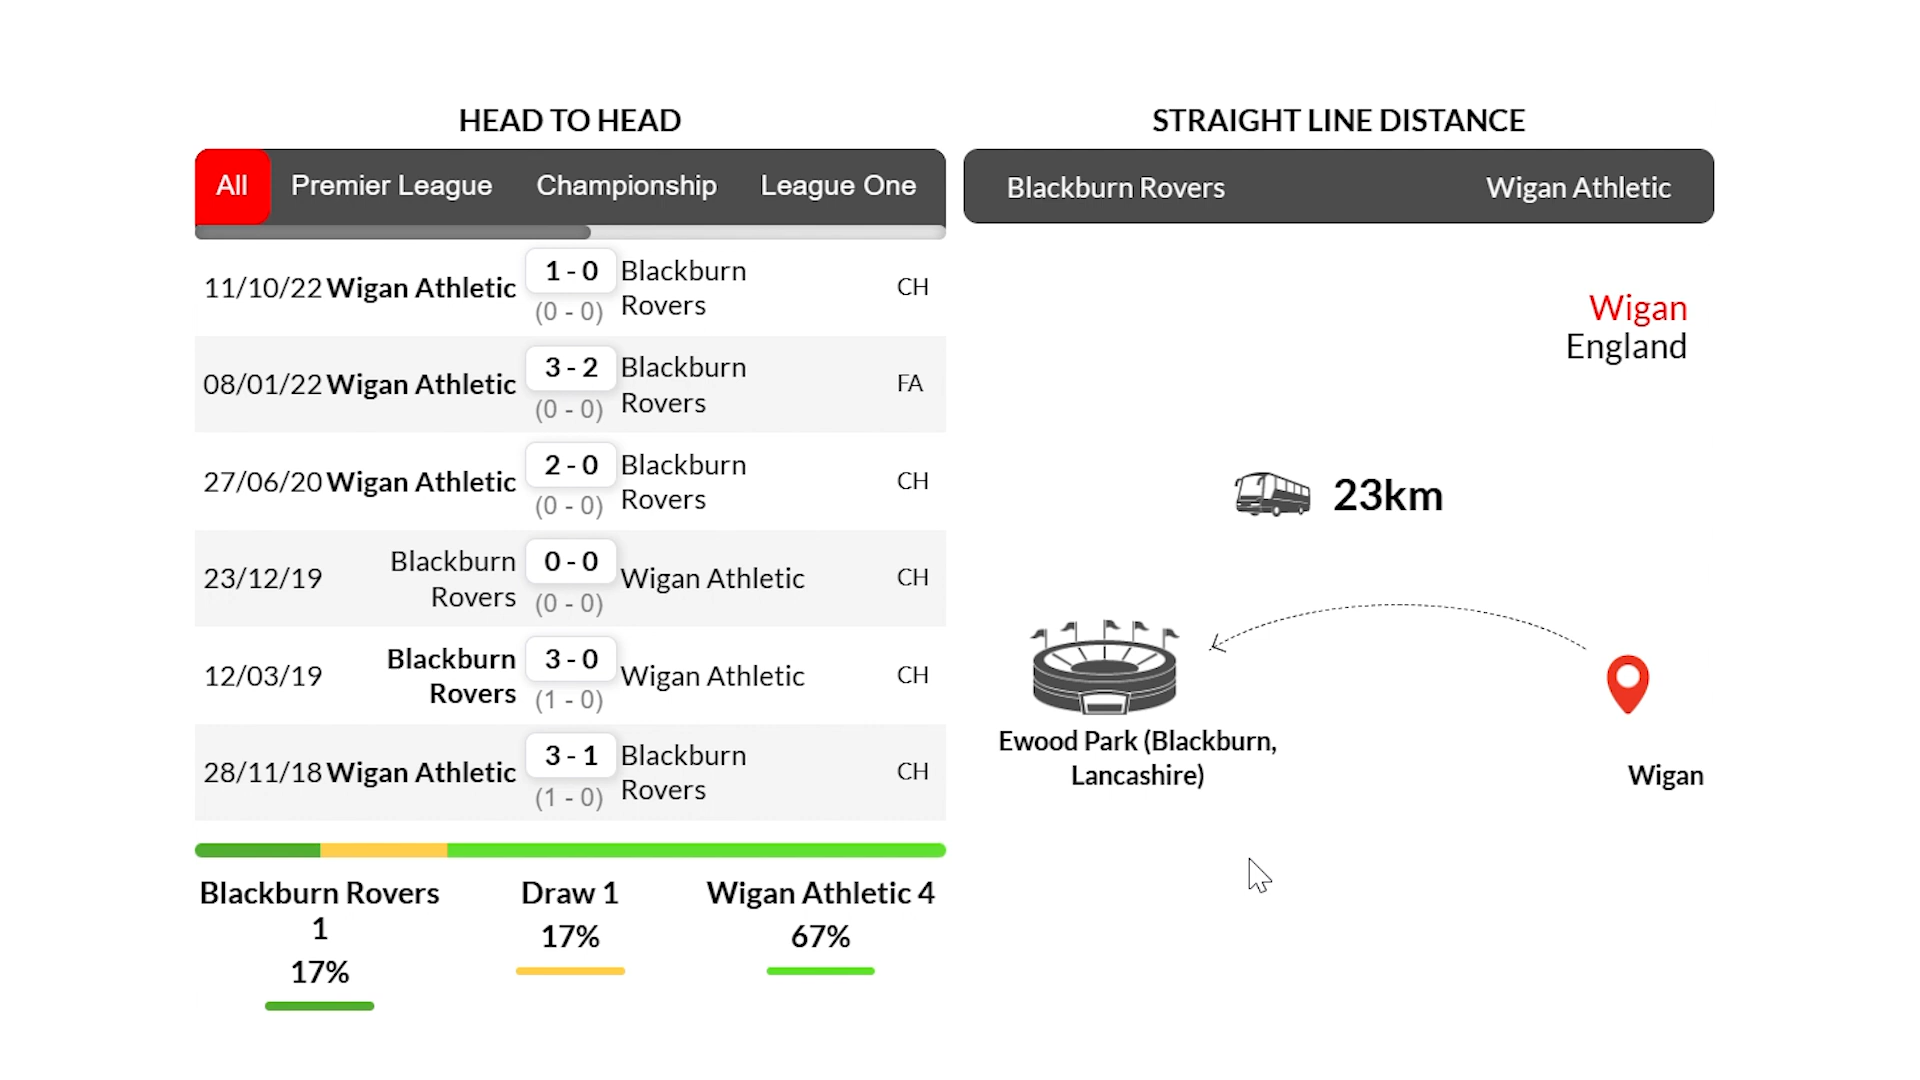 HEAD TO HEAD
All Premier League Championship League One
11/10/22 Wigan Athletic 1 - 0 Blackburn Rovers CH
(0 - 0)
08/01/22 Wigan Athletic 3 - 2 Blackburn Rovers FA
(0 - 0)
27/06/20 Wigan Athletic 2 - 0 Blackburn Rovers CH
(0 - 0)
23/12/19 Blackburn Rovers 0 - 0 Wigan Athletic CH
(0 - 0)
12/03/19 Blackburn Rovers 3 - 0 Wigan Athletic CH
(1 - 0)
28/11/18 Wigan Athletic 3 - 1 Blackburn Rovers CH
(1 - 0)
Blackburn Rovers
1
17%
Draw 1
17%
Wigan Athletic 4
67%
STRAIGHT LINE DISTANCE
Blackburn Rovers Wigan Athletic
Wigan
England
23km
Ewood Park (Blackburn,
Lancashire)
Wigan